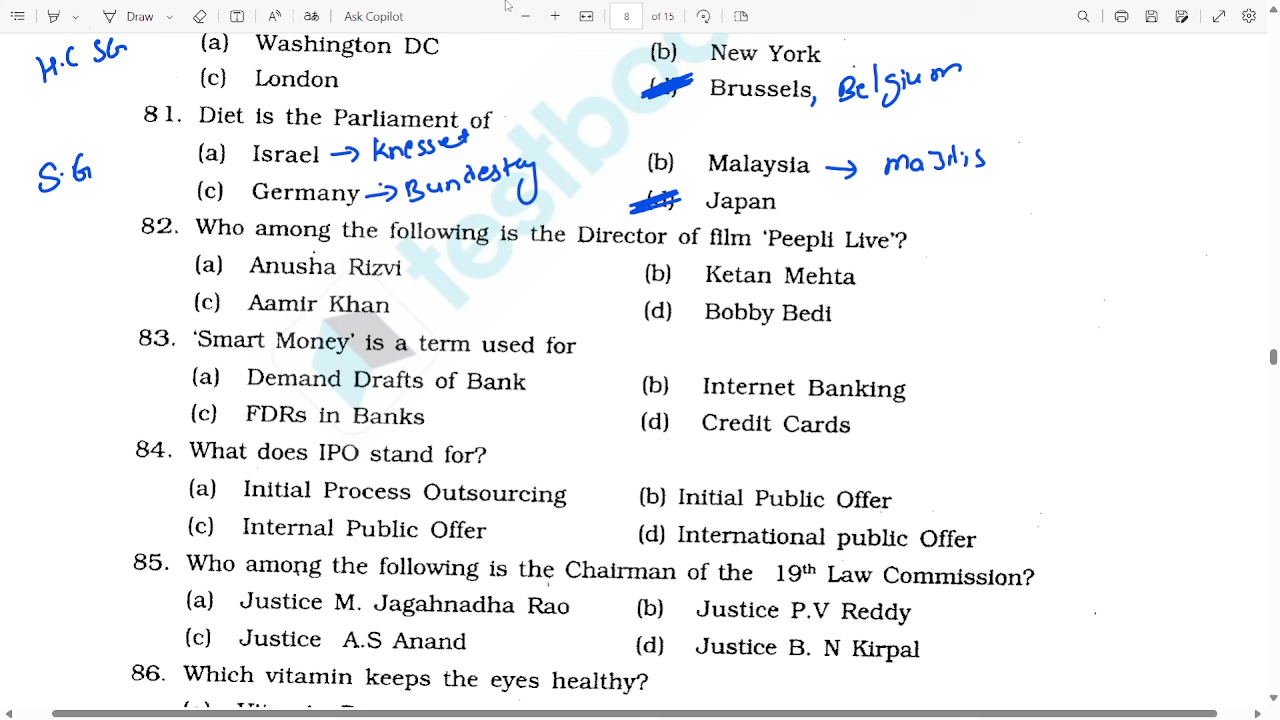 Draw
Ask Copilot
8 of 15
H.C SG
(a) Washington DC (b) New York
(c) London Brussels, Belgium
81. Diet is the Parliament of
(a) Israel → Knesset (b) Malaysia → Majlis
S.G
(c) Germany → Bundestag Japan
82. Who among the following is the Director of film 'Peepli Live'?
(a) Anusha Rizvi (b) Ketan Mehta
(c) Aamir Khan (d) Bobby Bedi
83. 'Smart Money' is a term used for
(a) Demand Drafts of Bank (b) Internet Banking
(c) FDRs in Banks (d) Credit Cards
84. What does IPO stand for?
(a) Initial Process Outsourcing (b) Initial Public Offer
(c) Internal Public Offer (d) International public Offer
85. Who among the following is the Chairman of the 19th Law Commission?
(a) Justice M. Jagahnadha Rao (b) Justice P.V Reddy
(c) Justice A.S Anand (d) Justice B. N Kirpal
86. Which vitamin keeps the eyes healthy?
testboo